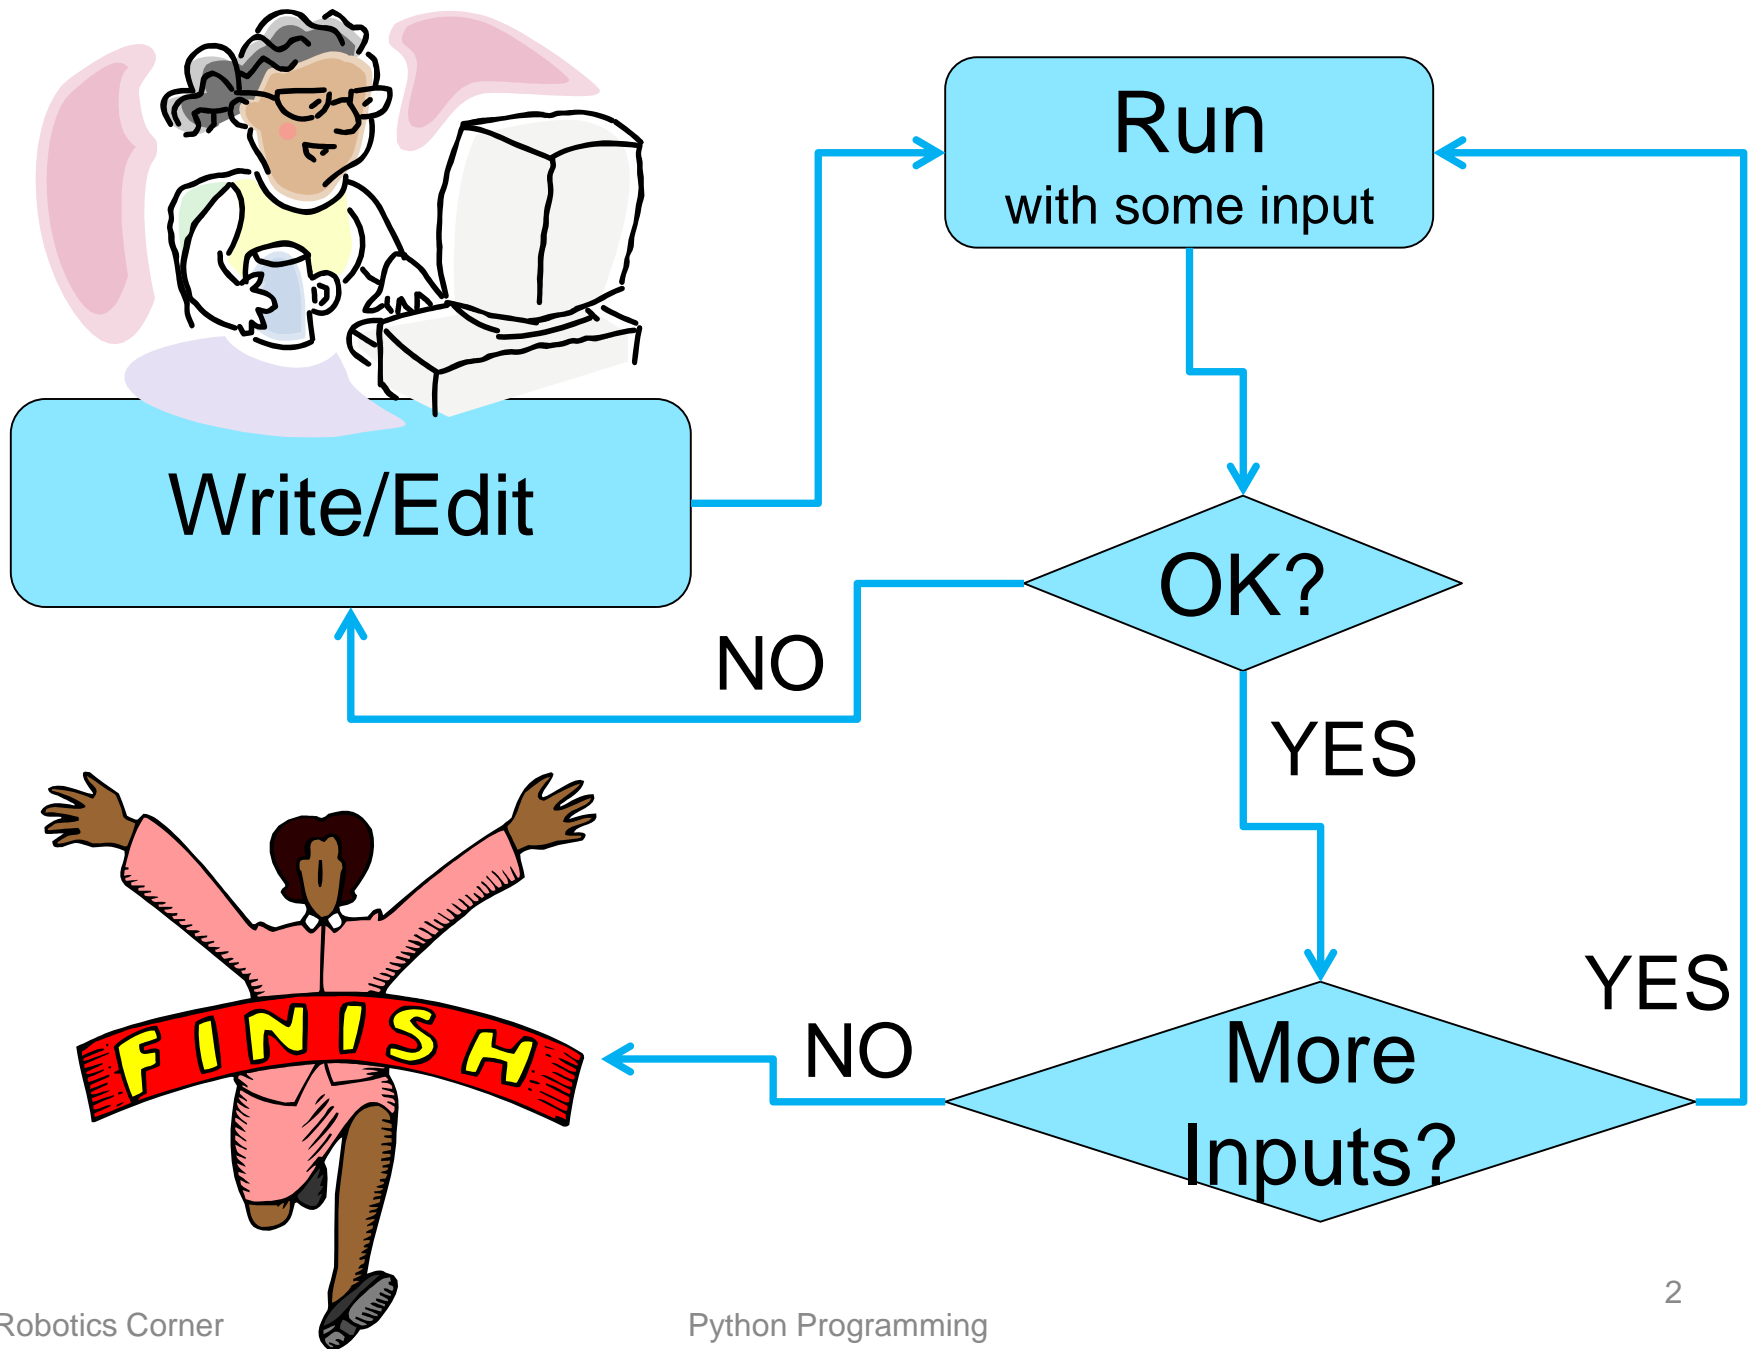 Run
with some input
Write/Edit
OK?
NO
YES
YES
FINISH
NO
More
Inputs?
2
Robotics Corner
Python Programming